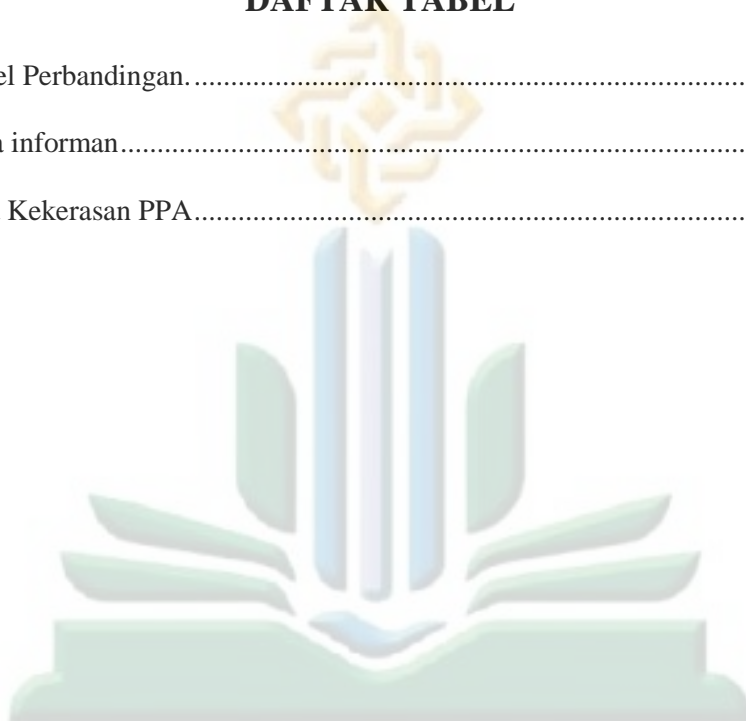 DAFTAR TABEL
el Perbandingan...........................................................................
a informan.....................................................................................
Kekerasan PPA...........................................................................